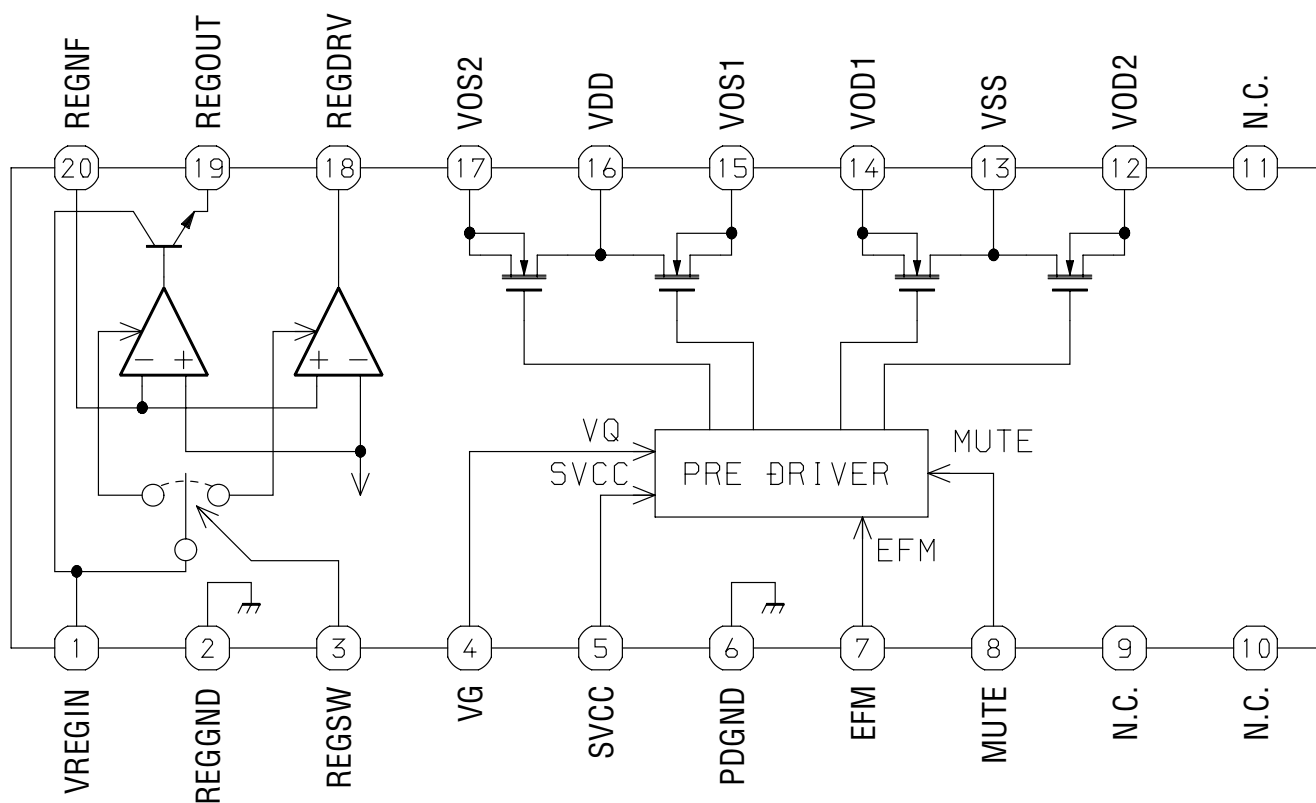 REGNF
REGOUT
REGDRV
VOS2
VDD
VOS1
VOD1
VSS
VOD2
N.C.
20
19
18
17
16
15
14
13
12
11
− +
+ −
VQ
SVCC
PRE DRIVER
MUTE
EFM
1
2
3
4
5
6
7
8
9
10
VREGIN
REGGND
REGSW
VG
SVCC
PDGND
EFM
MUTE
N.C.
N.C.